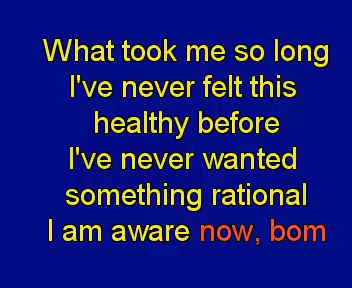 What took me so long
I've never felt this
healthy before
I've never wanted
something rational
I am aware now, bom